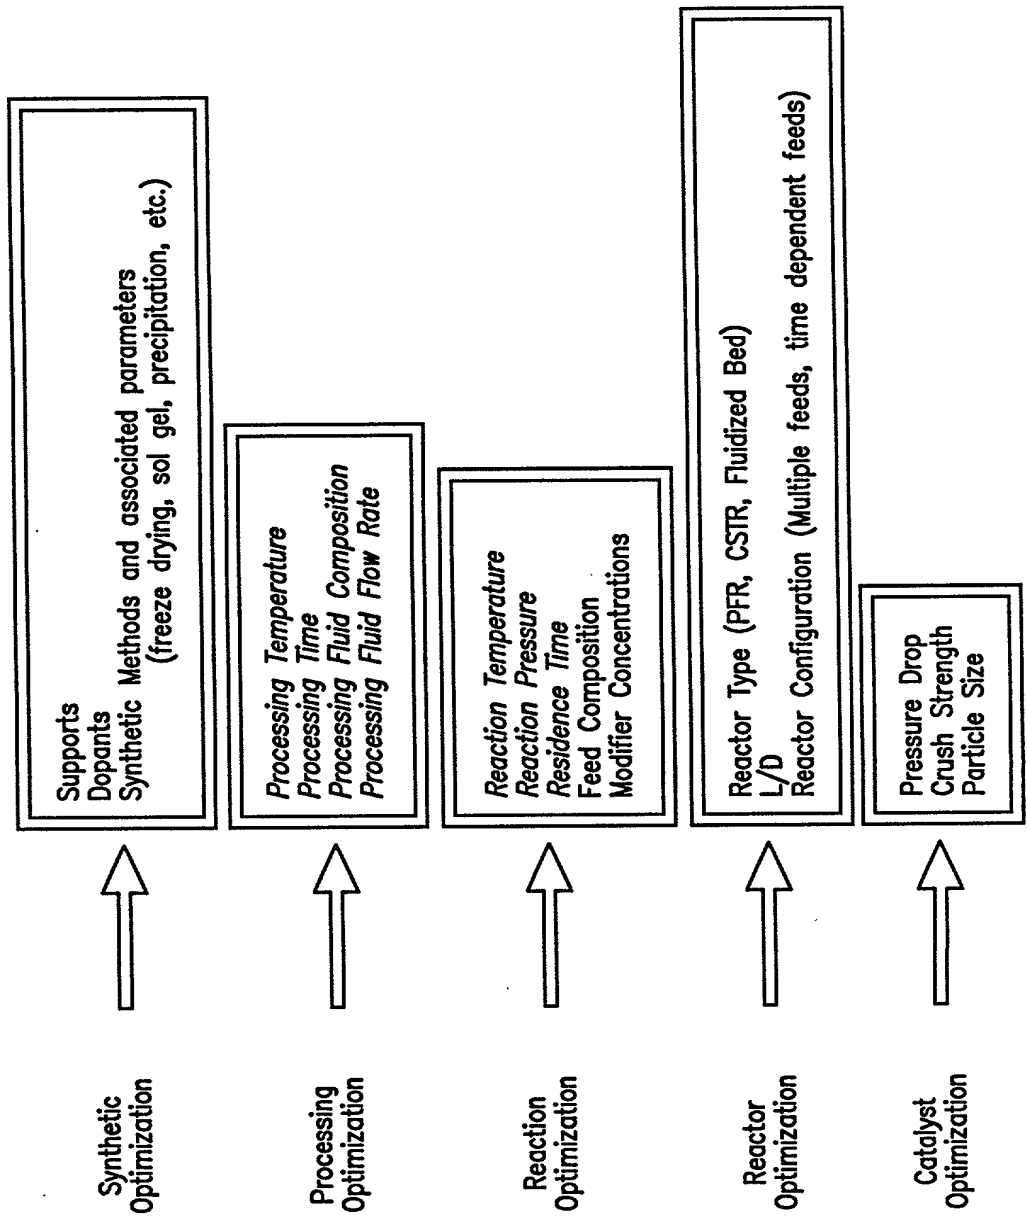 Synthetic
Optimization
Supports
Dopants
Synthetic Methods and associated parameters
(freeze drying, sol gel, precipitation, etc.)
Processing
Optimization
Processing Temperature
Processing Time
Processing Fluid Composition
Processing Fluid Flow Rate
Reaction
Optimization
Reaction Temperature
Reaction Pressure
Residence Time
Feed Composition
Modifier Concentrations
Reactor
Optimization
Reactor Type (PFR, CSTR, Fluidized Bed)
L/D
Reactor Configuration (Multiple feeds, time dependent feeds)
Catalyst
Optimization
Pressure Drop
Crush Strength
Particle Size